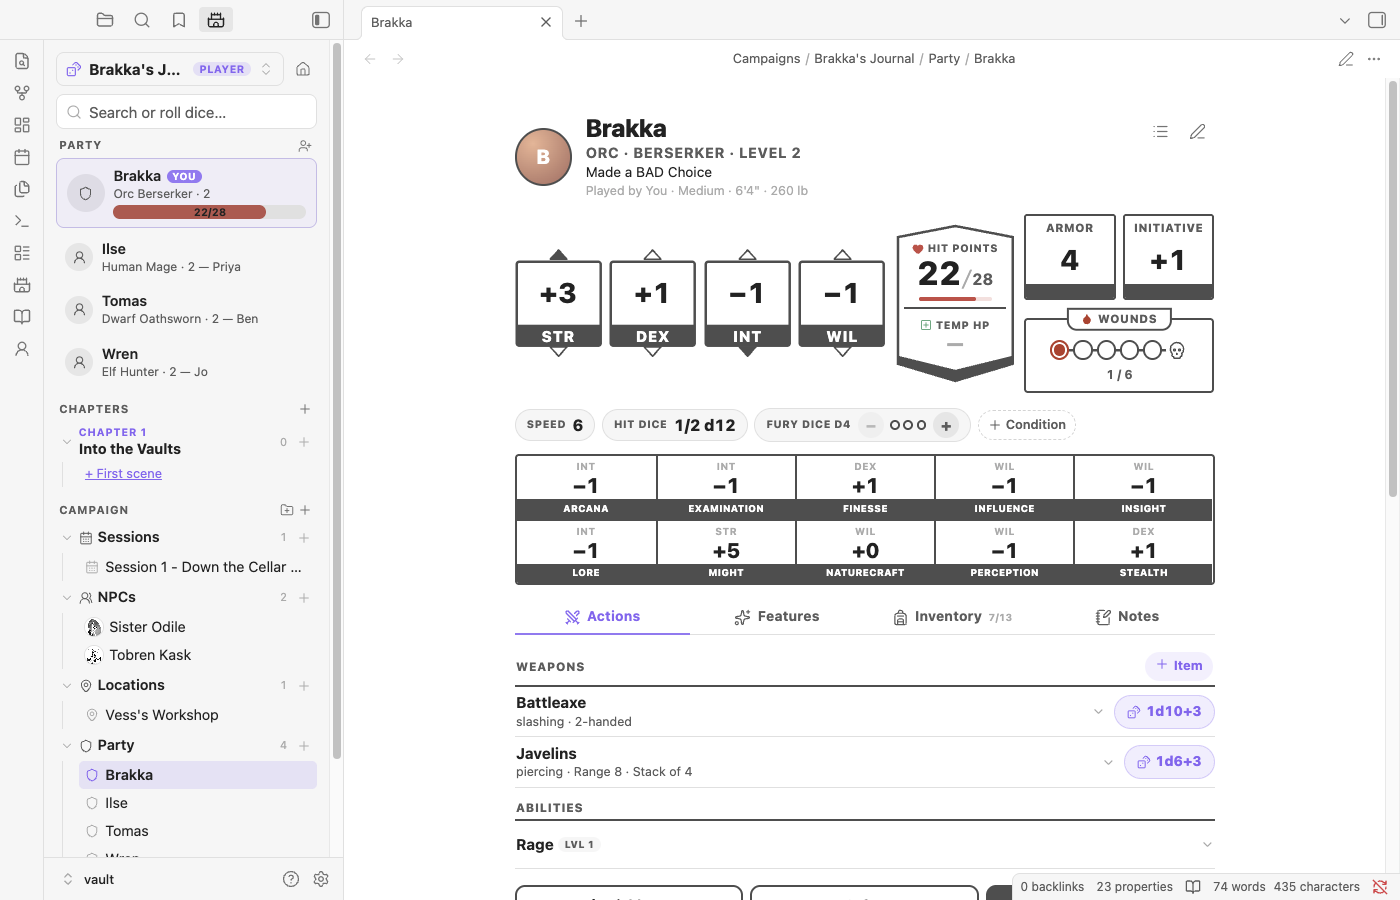 Brakka
Brakka's J... PLAYER
Search or roll dice...
PARTY
Brakka YOU
Orc Berserker · 2
22/28
Ilse
Human Mage · 2 — Priya
Tomas
Dwarf Oathsworn · 2 — Ben
Wren
Elf Hunter · 2 — Jo
CHAPTERS
CHAPTER 1
Into the Vaults 0
+ First scene
CAMPAIGN
Sessions 1
Session 1 - Down the Cellar ...
NPCs 2
Sister Odile
Tobren Kask
Locations 1
Vess's Workshop
Party 4
Brakka
Ilse
Tomas
Wren
vault
Campaigns / Brakka's Journal / Party / Brakka
B
Brakka
ORC · BERSERKER · LEVEL 2
Made a BAD Choice
Played by You · Medium · 6'4" · 260 lb
+3 STR
+1 DEX
−1 INT
−1 WIL
HIT POINTS
22/28
TEMP HP
—
ARMOR
4
INITIATIVE
+1
WOUNDS
1 / 6
SPEED 6
HIT DICE 1/2 d12
FURY DICE D4 − +
+ Condition
INT −1 ARCANA
INT −1 EXAMINATION
DEX +1 FINESSE
WIL −1 INFLUENCE
WIL −1 INSIGHT
INT −1 LORE
STR +5 MIGHT
WIL +0 NATURECRAFT
WIL −1 PERCEPTION
DEX +1 STEALTH
Actions Features Inventory 7/13 Notes
WEAPONS + Item
Battleaxe
slashing · 2-handed
1d10+3
Javelins
piercing · Range 8 · Stack of 4
1d6+3
ABILITIES
Rage LVL 1
0 backlinks 23 properties 74 words 435 characters